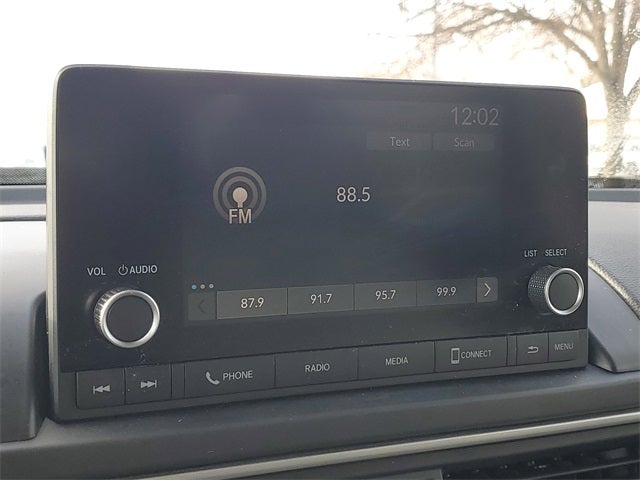 12:02
Text Scan
88.5
FM
VOL AUDIO
LIST SELECT
87.9 91.7 95.7 99.9
PHONE RADIO MEDIA CONNECT MENU